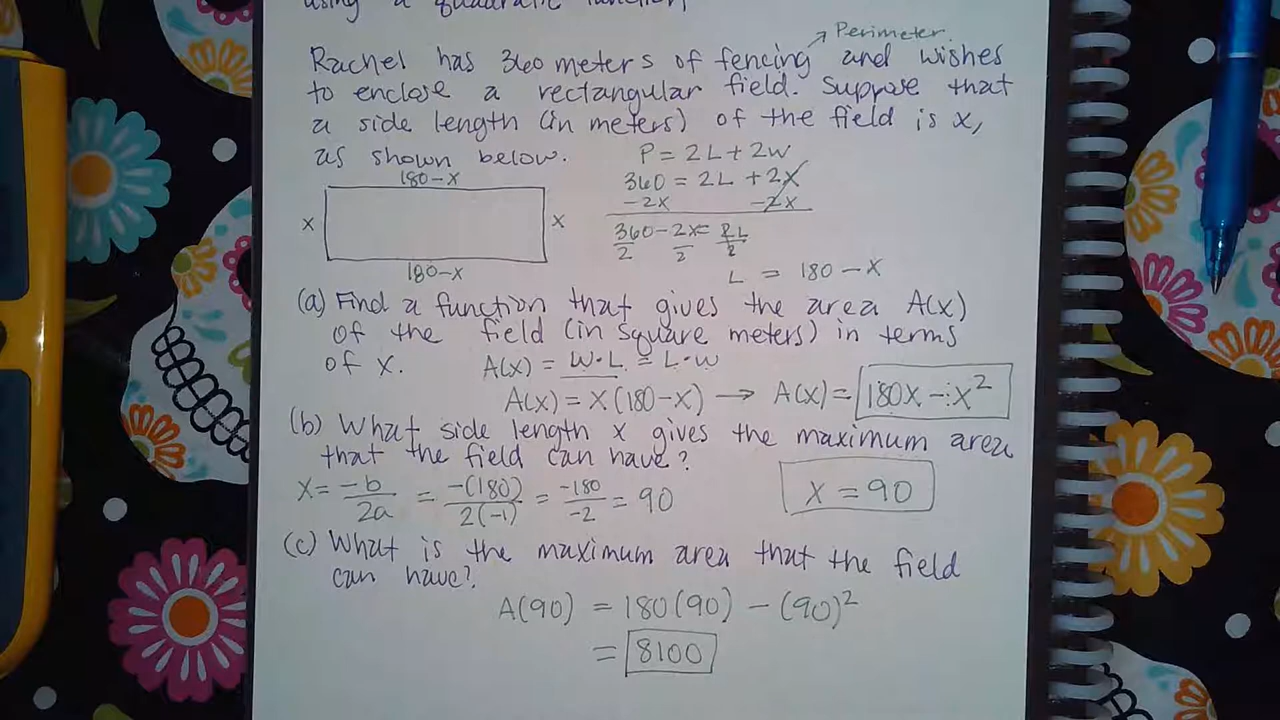 using a quadratic function
Perimeter
Rachel has 360 meters of fencing and wishes
to enclose a rectangular field. Suppose that
a side length (in meters) of the field is x,
as shown below.
P = 2L + 2W
360 = 2L + 2x
-2x -2x
360/2 - 2x/2 = 2L/2
L = 180 - x
180-x
x x
180-x
(a) Find a function that gives the area A(x)
of the field (in square meters) in terms
of x. A(x) = W·L = L·W
A(x) = x(180-x) → A(x) = 180x - x²
(b) What side length x gives the maximum area
that the field can have?
x = -b/2a = -(180)/2(-1) = -180/-2 = 90 x = 90
(c) What is the maximum area that the field
can have?
A(90) = 180(90) - (90)²
= 8100